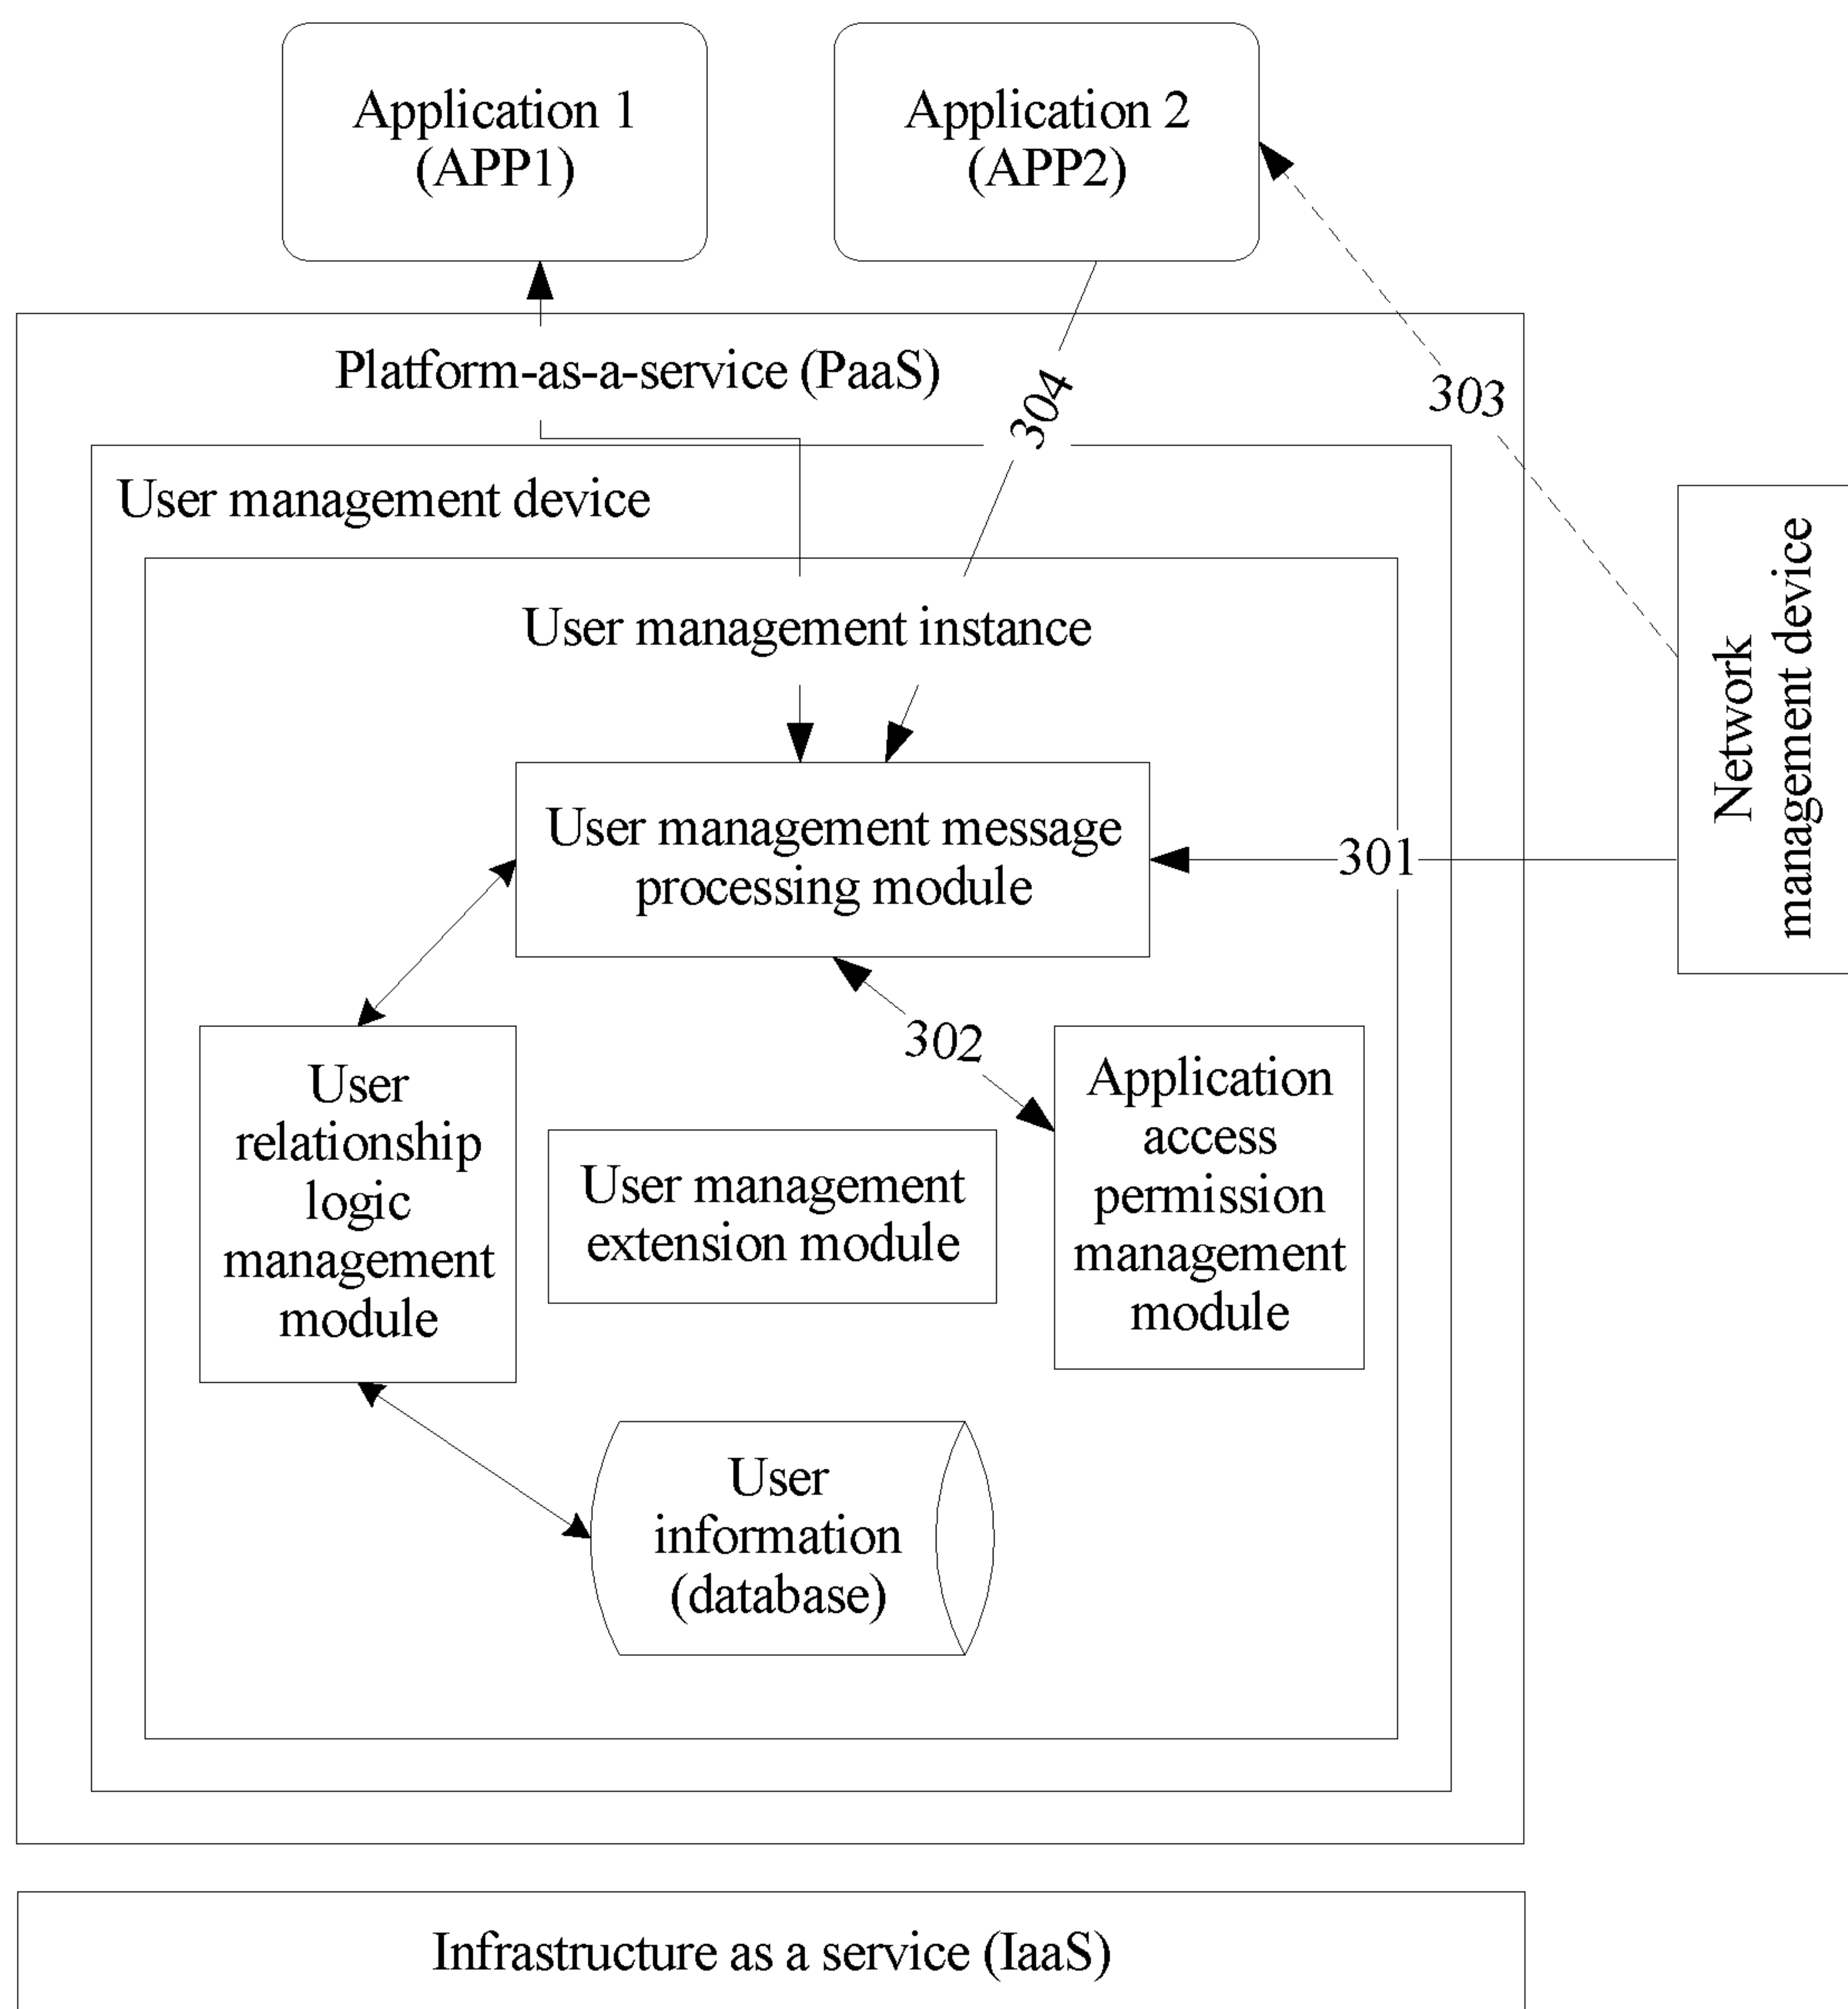 Application 1
(APP1)
Application 2
(APP2)
Platform-as-a-service (PaaS)
304
303
User management device
User management instance
Network
management device
User management message
processing module
301
302
User
relationship
logic
management
module
User management
extension module
Application
access
permission
management
module
User
information
(database)
Infrastructure as a service (IaaS)